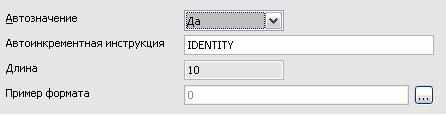 Автозначение Да
Автоинкрементная инструкция IDENTITY
Длина 10
Пример формата 0 ...